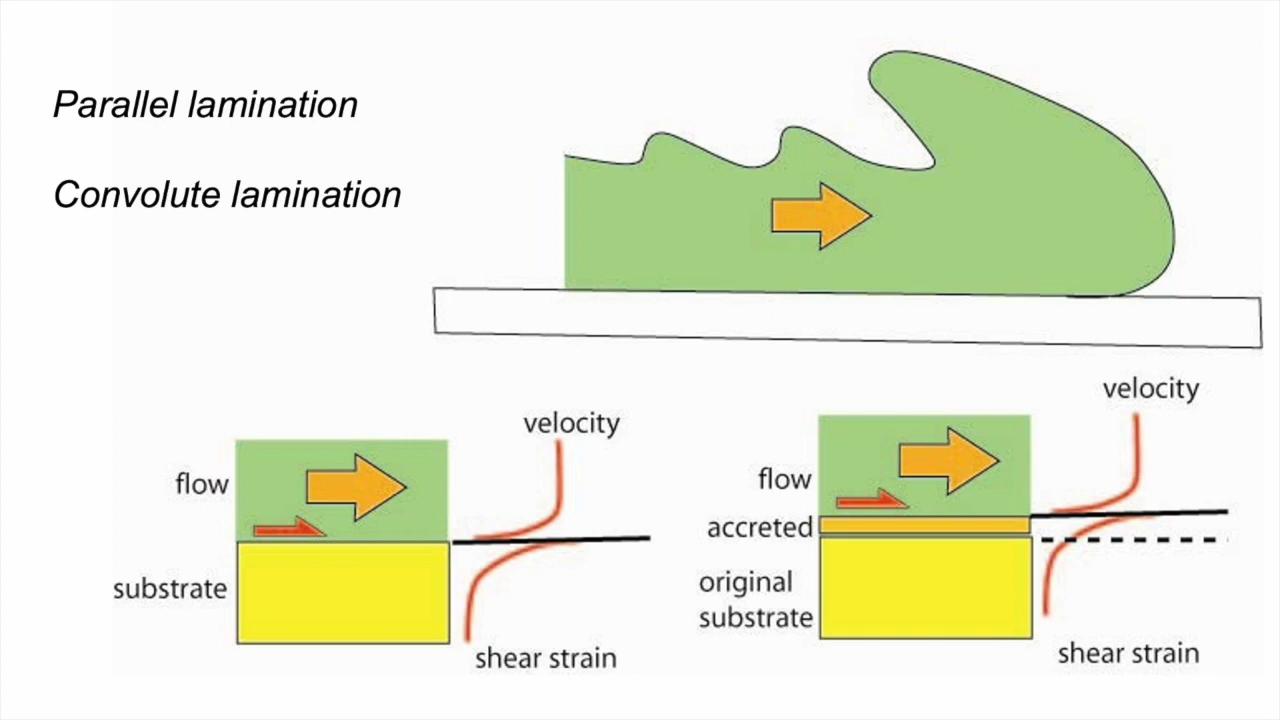 Parallel lamination
Convolute lamination
velocity
flow
substrate
shear strain
velocity
flow
accreted
original
substrate
shear strain